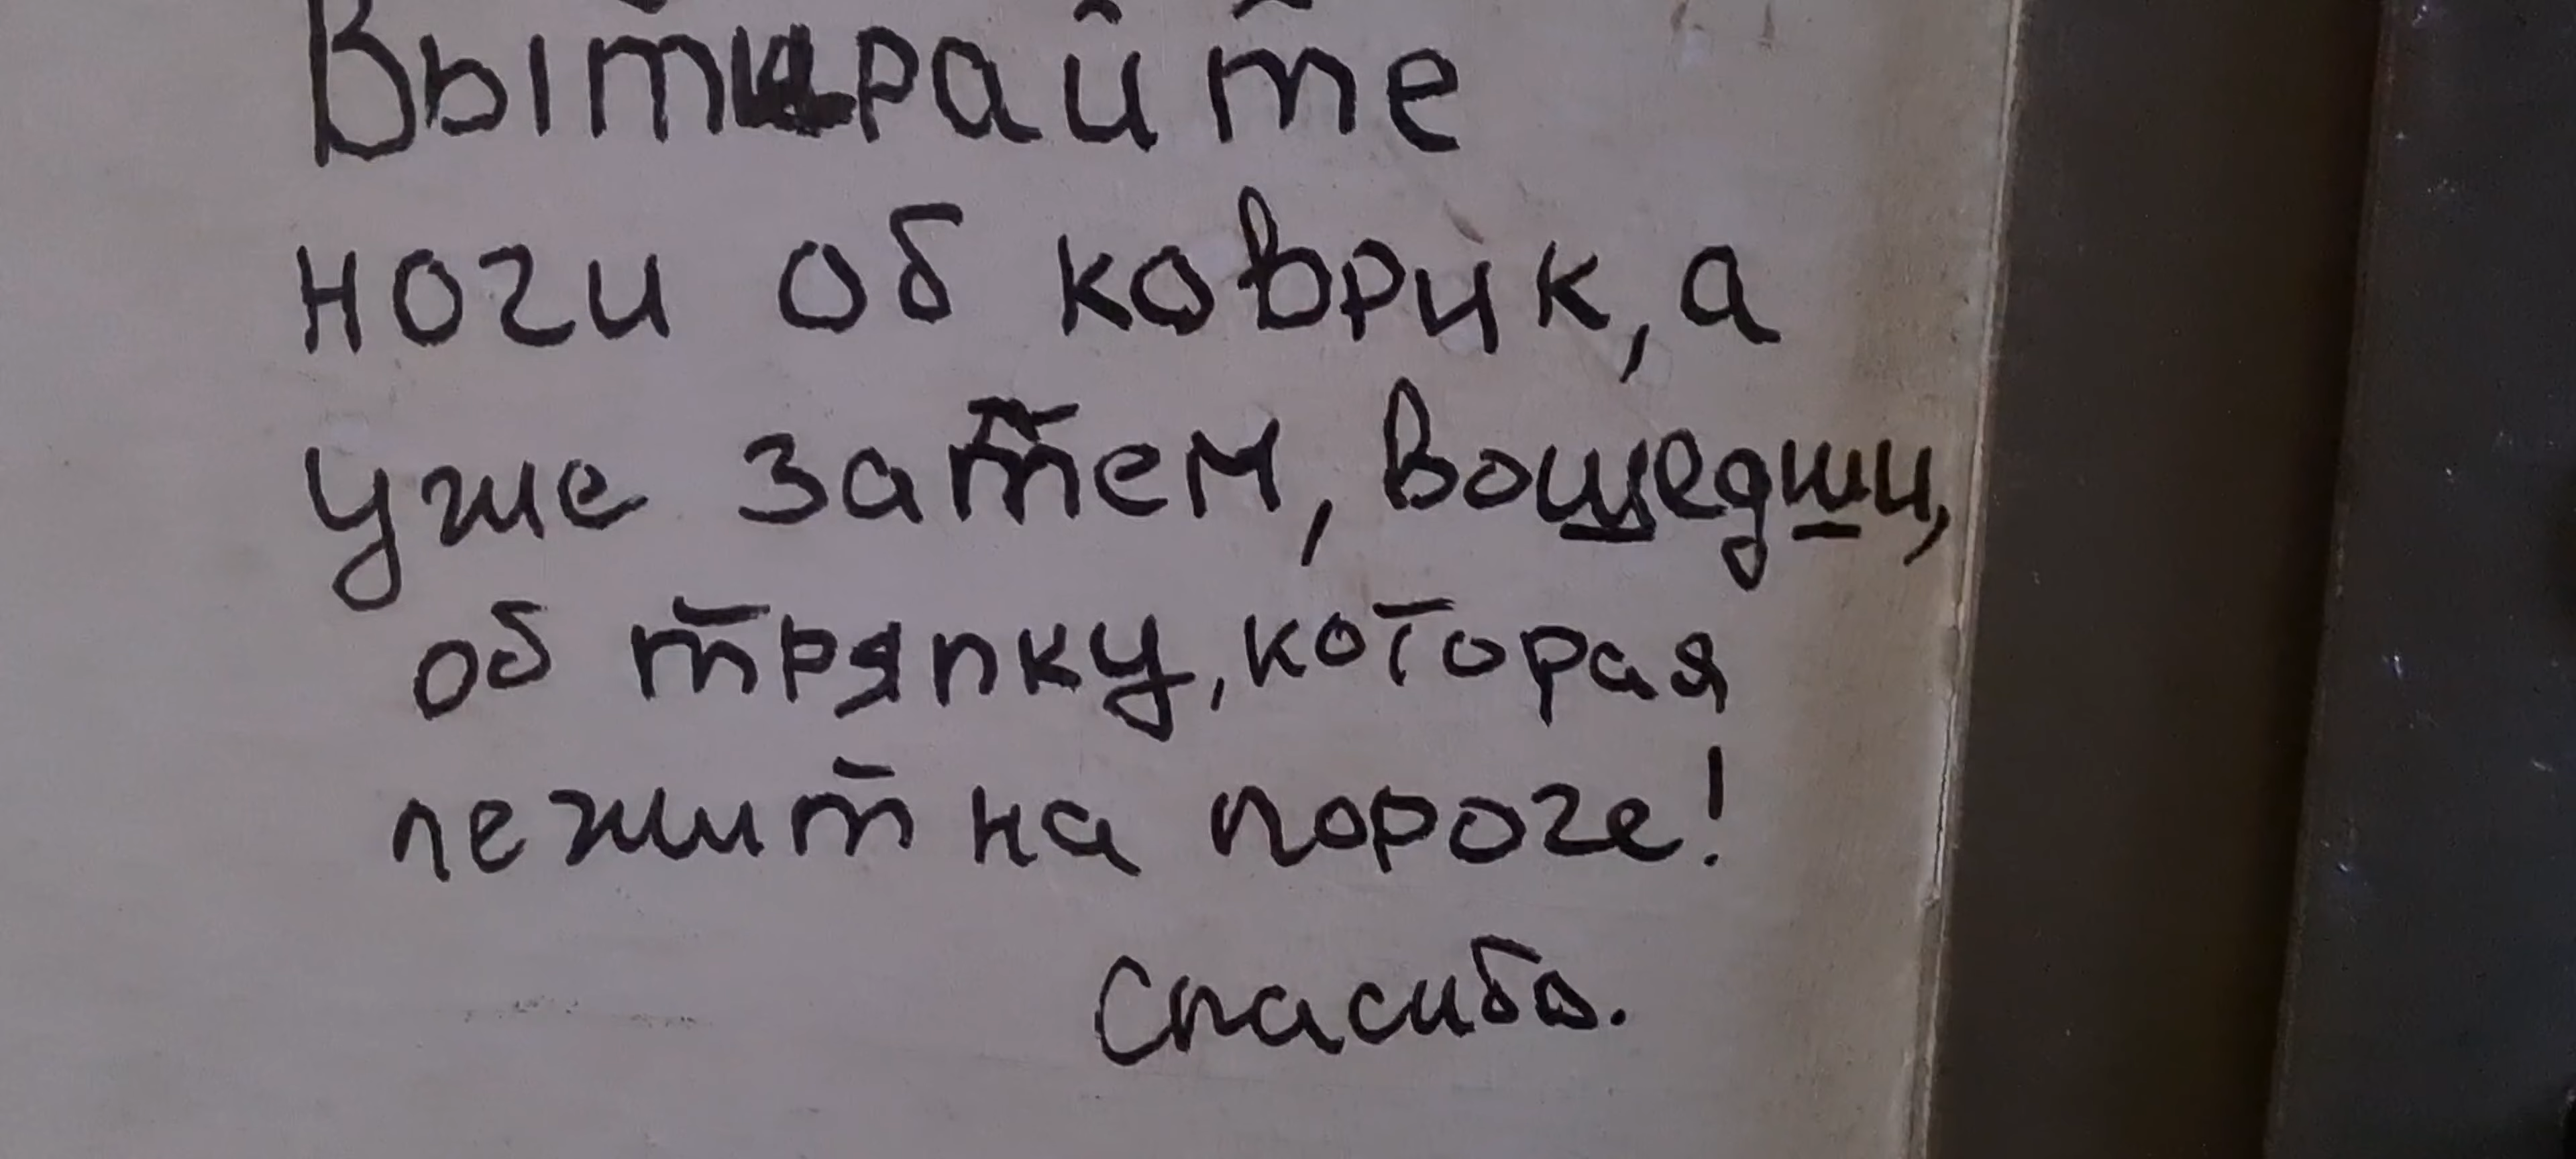 Вытирайте
ноги об коврик, а
уже затем, вошедши,
об тряпку, которая
лежит на пороге!
Спасибо.